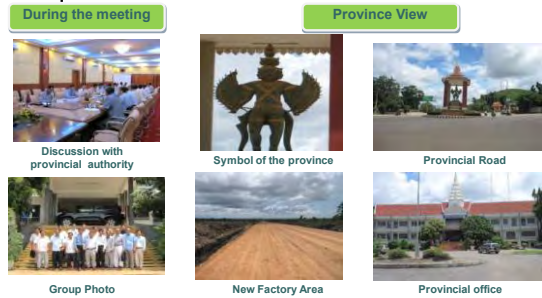 During the meeting
Province View
Discussion with
provincial authority
Symbol of the province
Provincial Road
Group Photo
New Factory Area
Provincial office